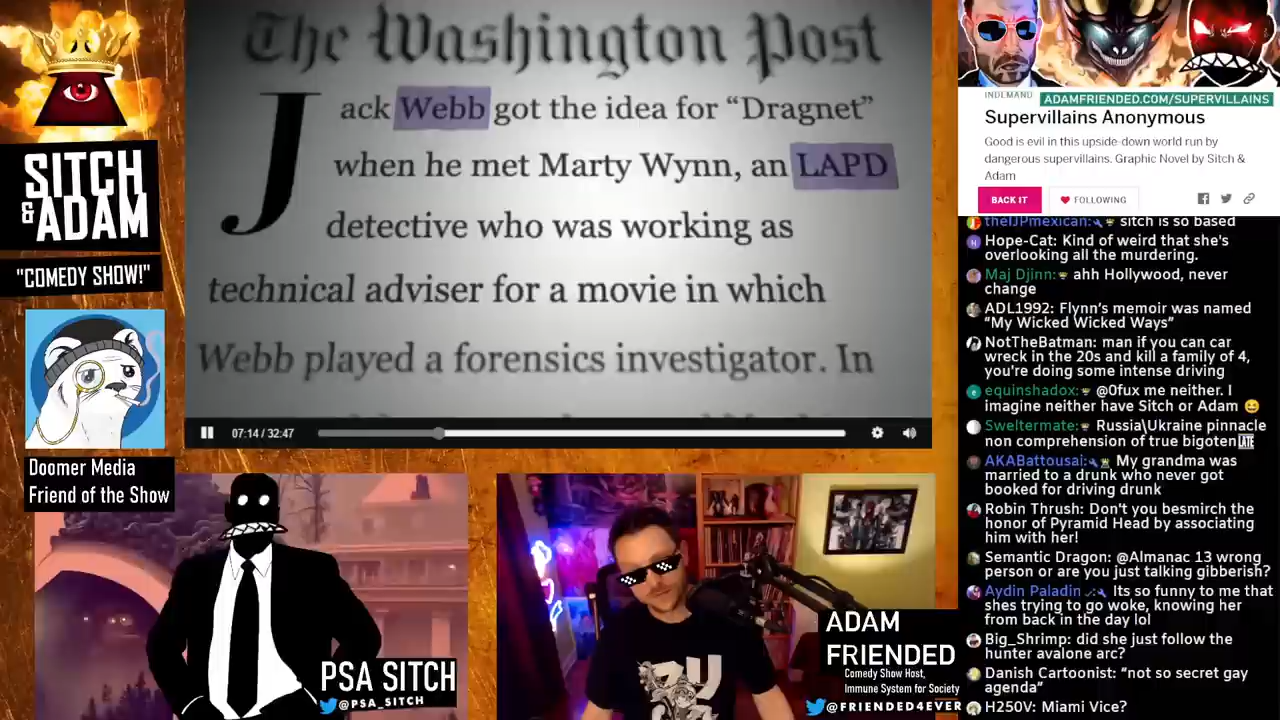 SITCH
& ADAM
"COMEDY SHOW!"
Doomer Media
Friend of the Show
The Washington Post
Jack Webb got the idea for “Dragnet”
when he met Marty Wynn, an LAPD
detective who was working as
technical adviser for a movie in which
Webb played a forensics investigator. In
07:14 / 32:47
PSA SITCH
@PSA_SITCH
ADAM
FRIENDED
Comedy Show Host,
Immune System for Society
@FRIENDED4EVER
INDEMAND
ADAMFRIENDED.COM/SUPERVILLAINS
Supervillains Anonymous
Good is evil in this upside-down world run by
dangerous supervillains. Graphic Novel by Sitch &
Adam
BACK IT
FOLLOWING
theIJPmexican: sitch is so based
Hope-Cat: Kind of weird that she's
overlooking all the murdering.
Maj Djinn: ahh Hollywood, never
change
ADL1992: Flynn’s memoir was named
“My Wicked Wicked Ways”
NotTheBatman: man if you can car
wreck in the 20s and kill a family of 4,
you're doing some intense driving
equinshadox: @0fux me neither. I
imagine neither have Sitch or Adam 😆
Sweltermate: Russia\Ukraine pinnacle
non comprehension of true bigoten
AKABattousai: My grandma was
married to a drunk who never got
booked for driving drunk
Robin Thrush: Don't you besmirch the
honor of Pyramid Head by associating
him with her!
Semantic Dragon: @Almanac 13 wrong
person or are you just talking gibberish?
Aydin Paladin Its so funny to me that
shes trying to go woke, knowing her
from back in the day lol
Big_Shrimp: did she just follow the
hunter avalone arc?
Danish Cartoonist: “not so secret gay
agenda”
H250V: Miami Vice?